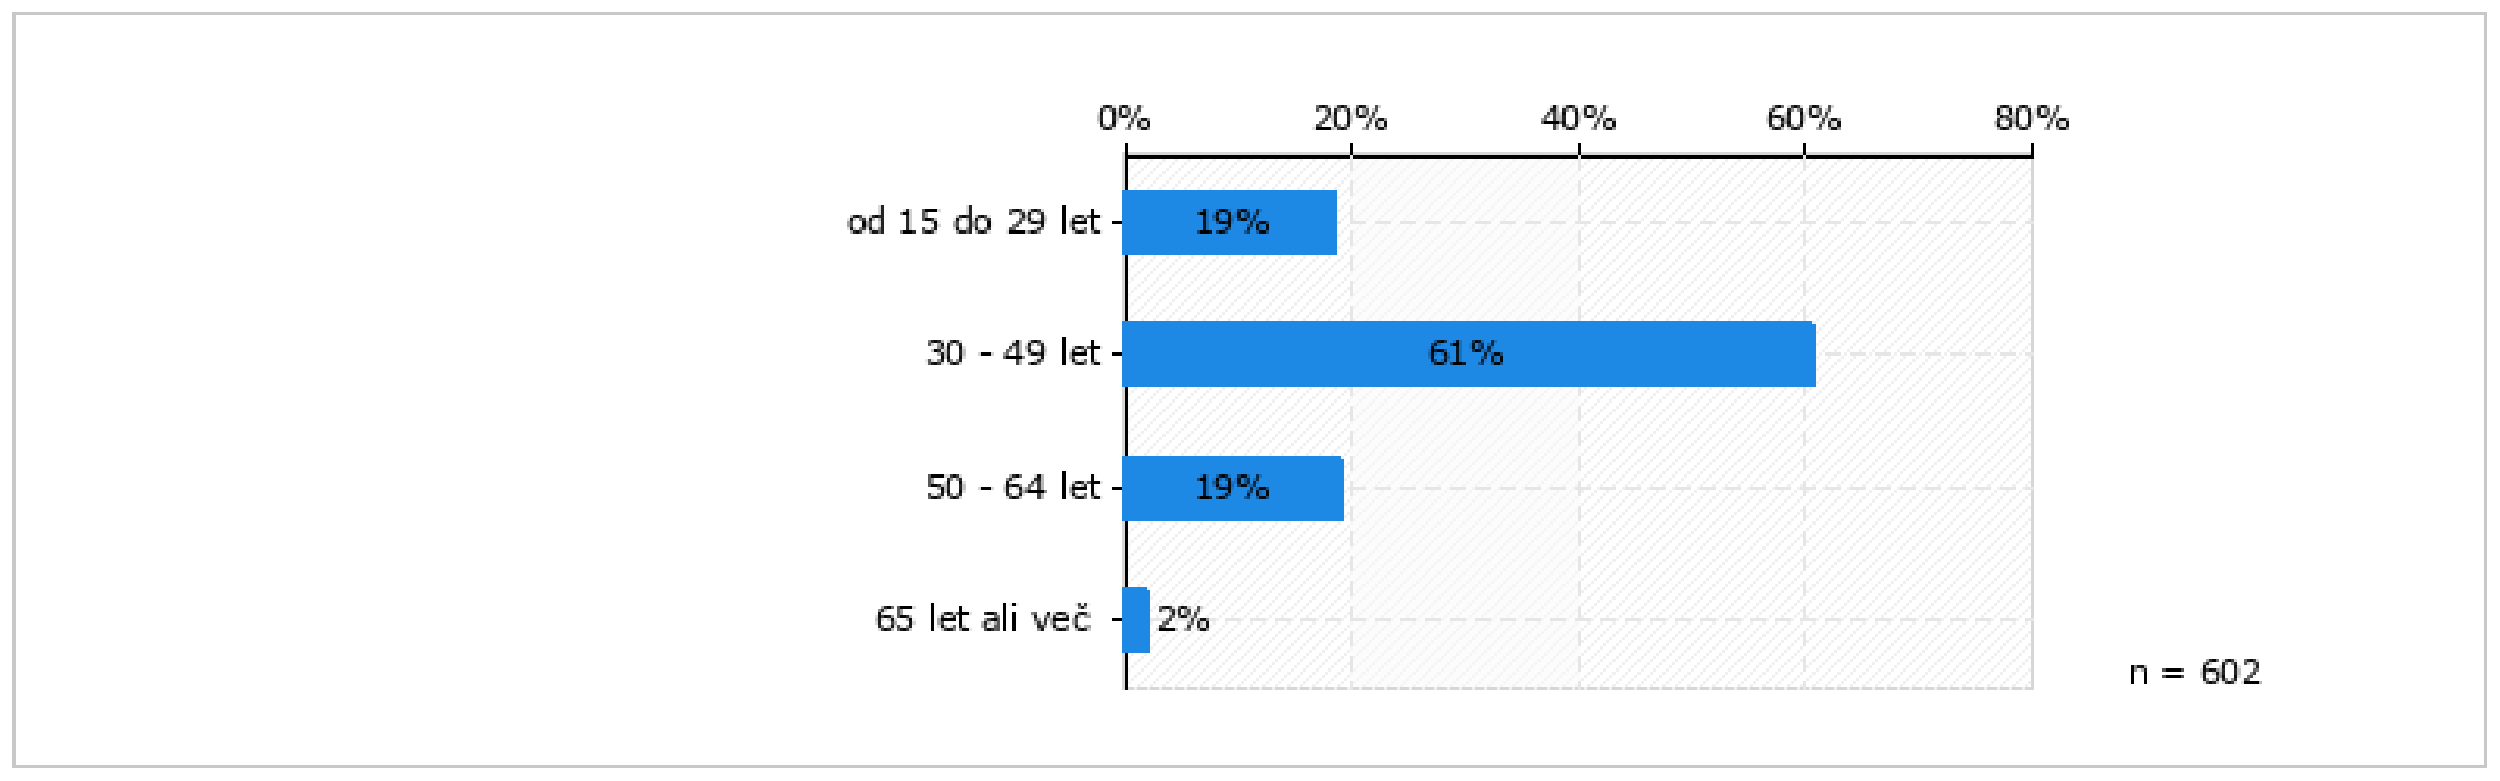 0% 20% 40% 60% 80%
od 15 do 29 let 19%
30 - 49 let 61%
50 - 64 let 19%
65 let ali več 2%
n = 602